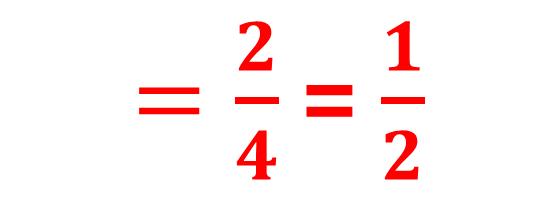 = 2/4 = 1/2